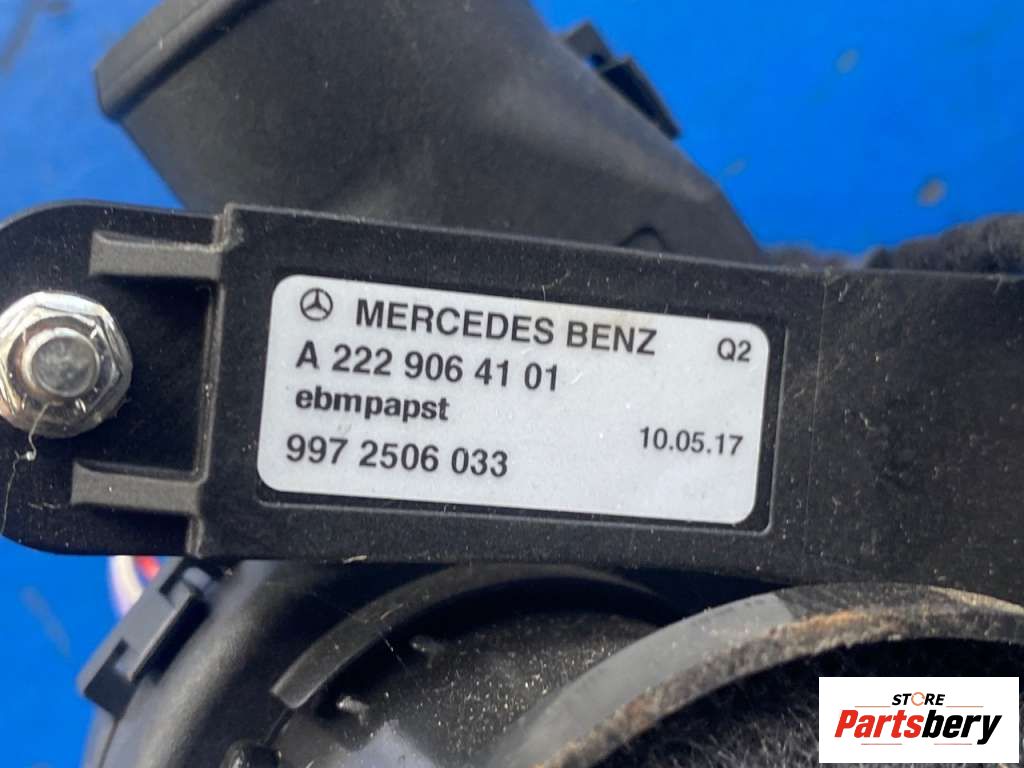 MERCEDES BENZ Q2
A 222 906 41 01
ebmpapst
10.05.17
997 2506 033
STORE
Partsbery